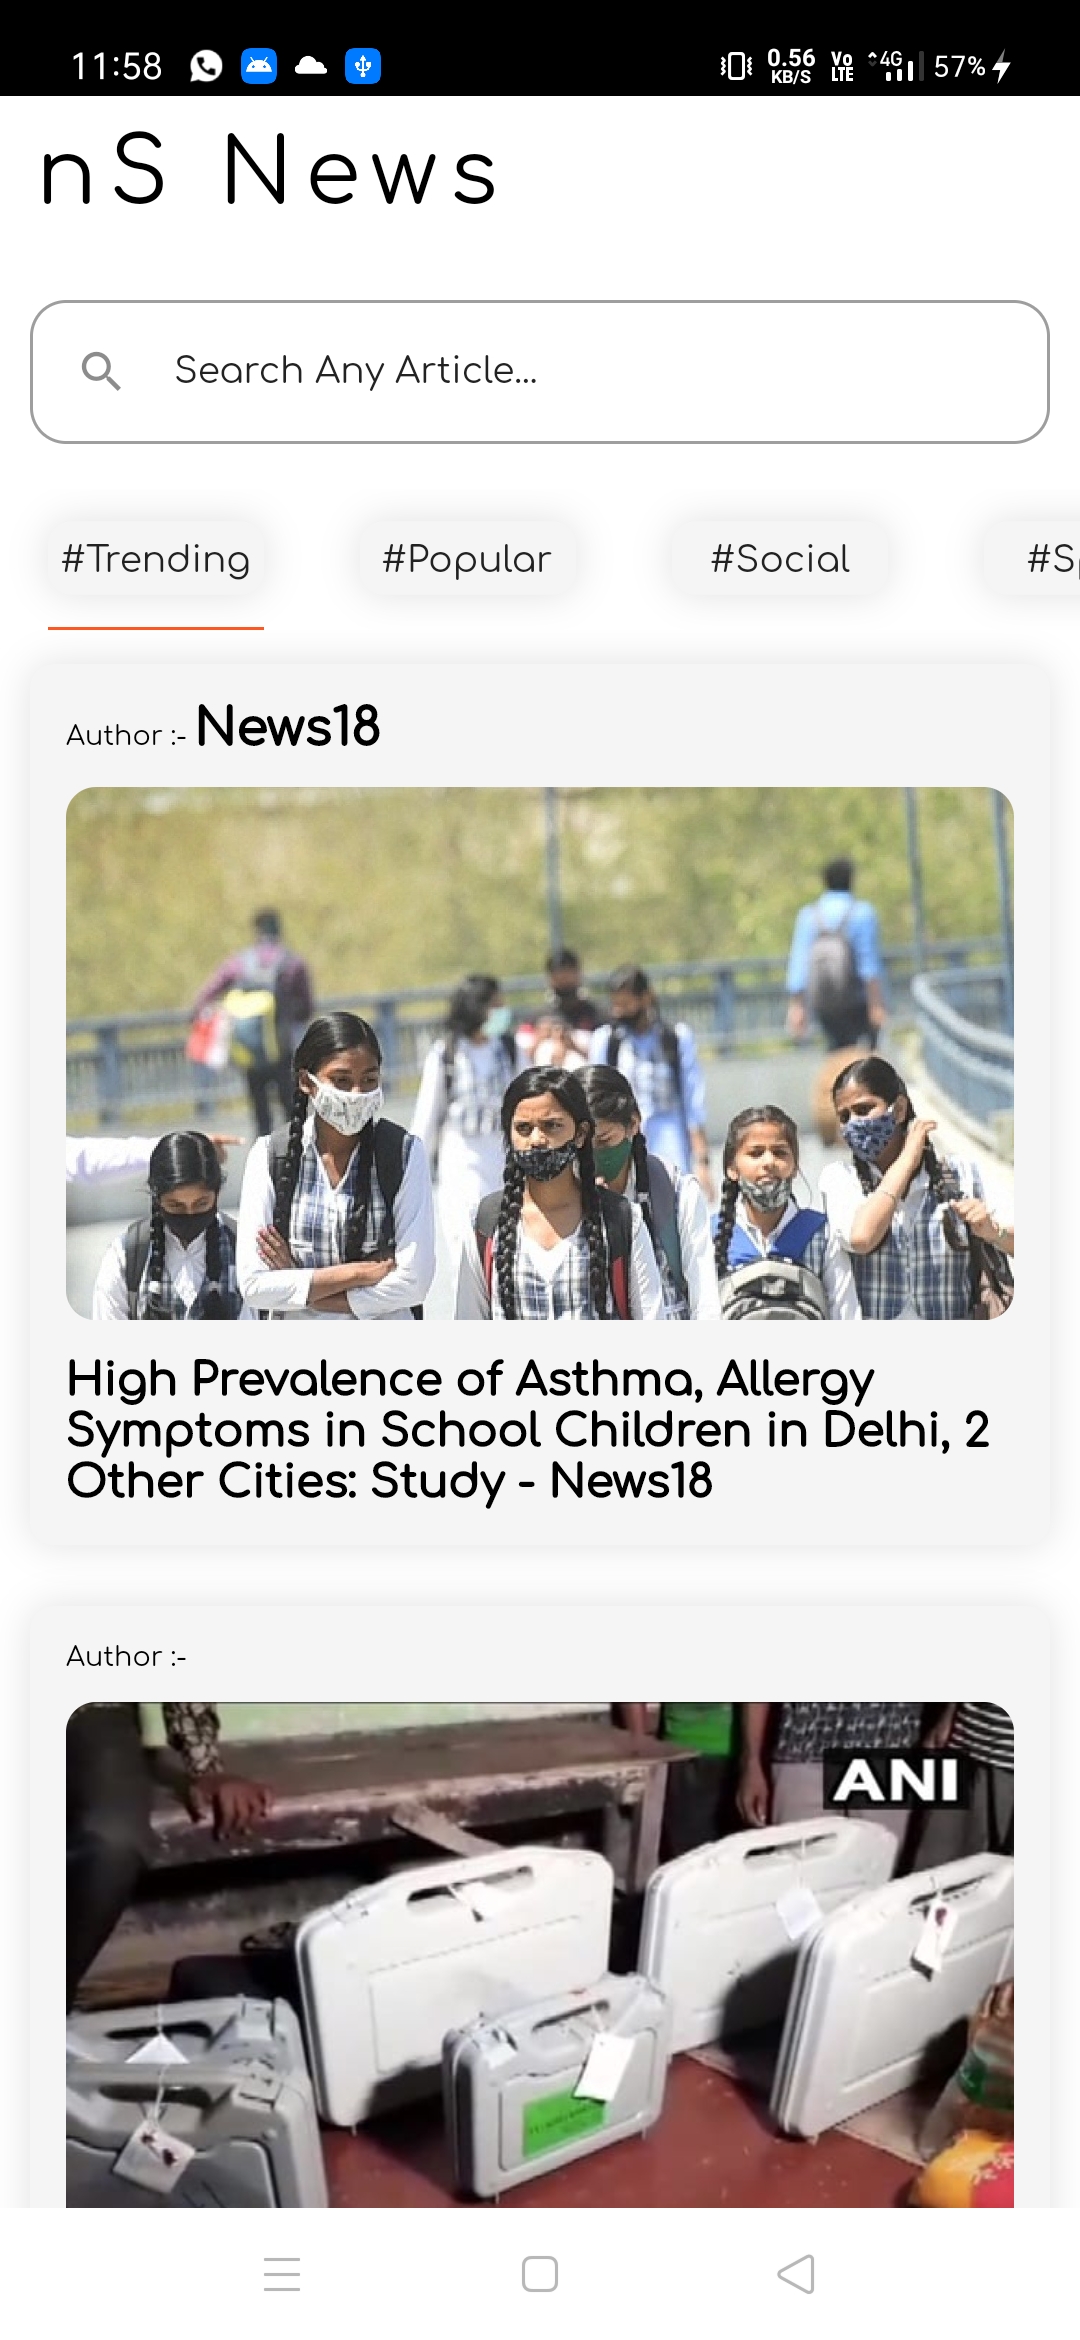 11:58
0.56
KB/S
Vo
LTE
4G
57%
nS News
Search Any Article...
#Trending
#Popular
#Social
#S
Author :- News18
High Prevalence of Asthma, Allergy
Symptoms in School Children in Delhi, 2
Other Cities: Study - News18
Author :-
ANI